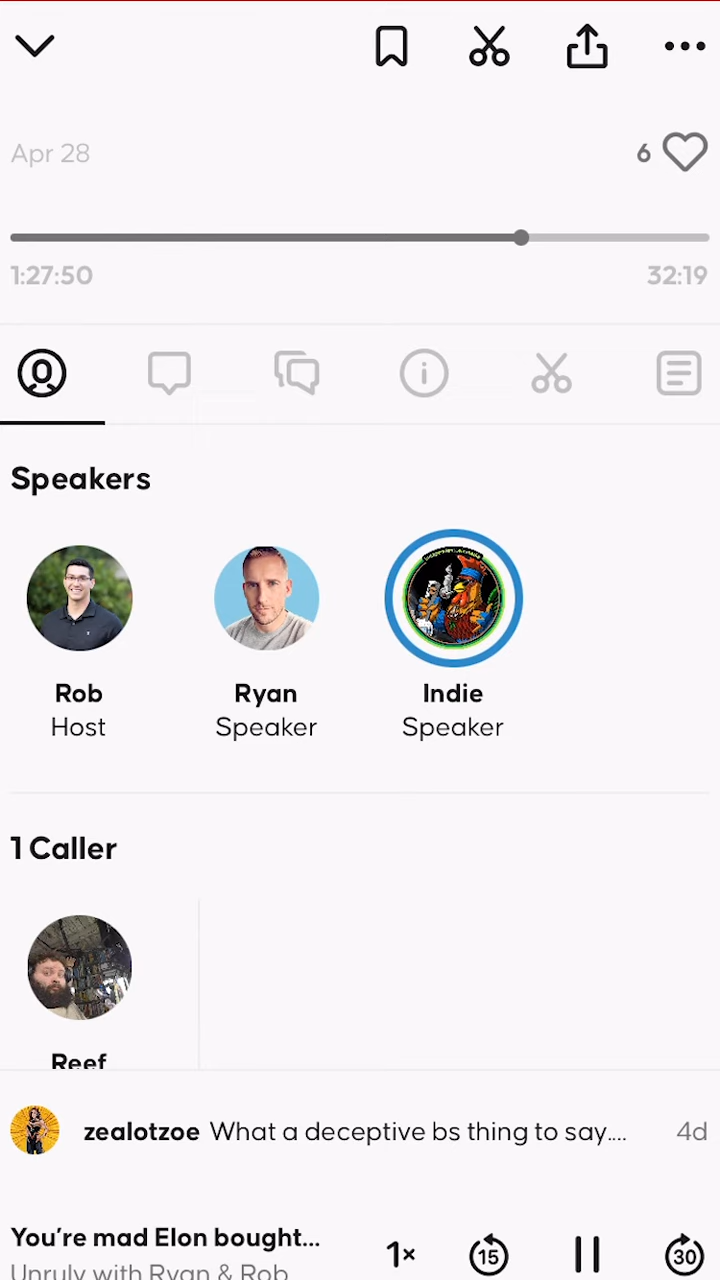 Apr 28
6
1:27:50 32:19
Speakers
Rob Ryan Indie
Host Speaker Speaker
1 Caller
Reef
zealotzoe What a deceptive bs thing to say.... 4d
You're mad Elon bought...
1× 15 30
Unruly with Ryan & Rob